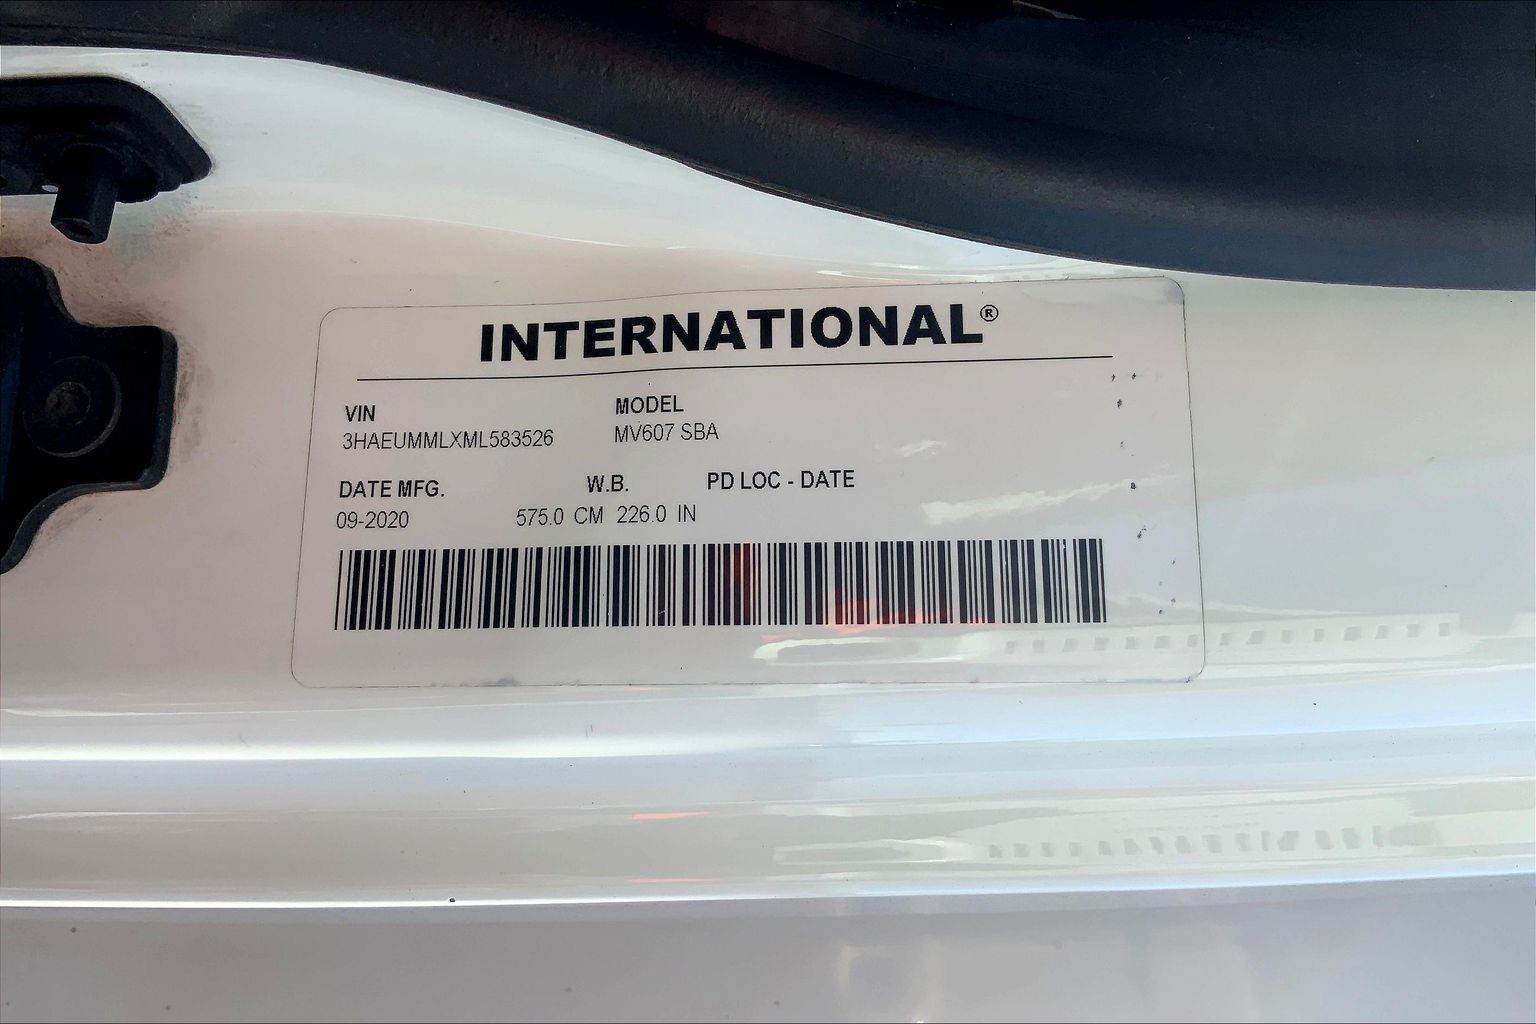 INTERNATIONAL®
VIN MODEL
3HAEUMMLXML583526 MV607 SBA
DATE MFG. W.B. PD LOC - DATE
09-2020 575.0 CM 226.0 IN